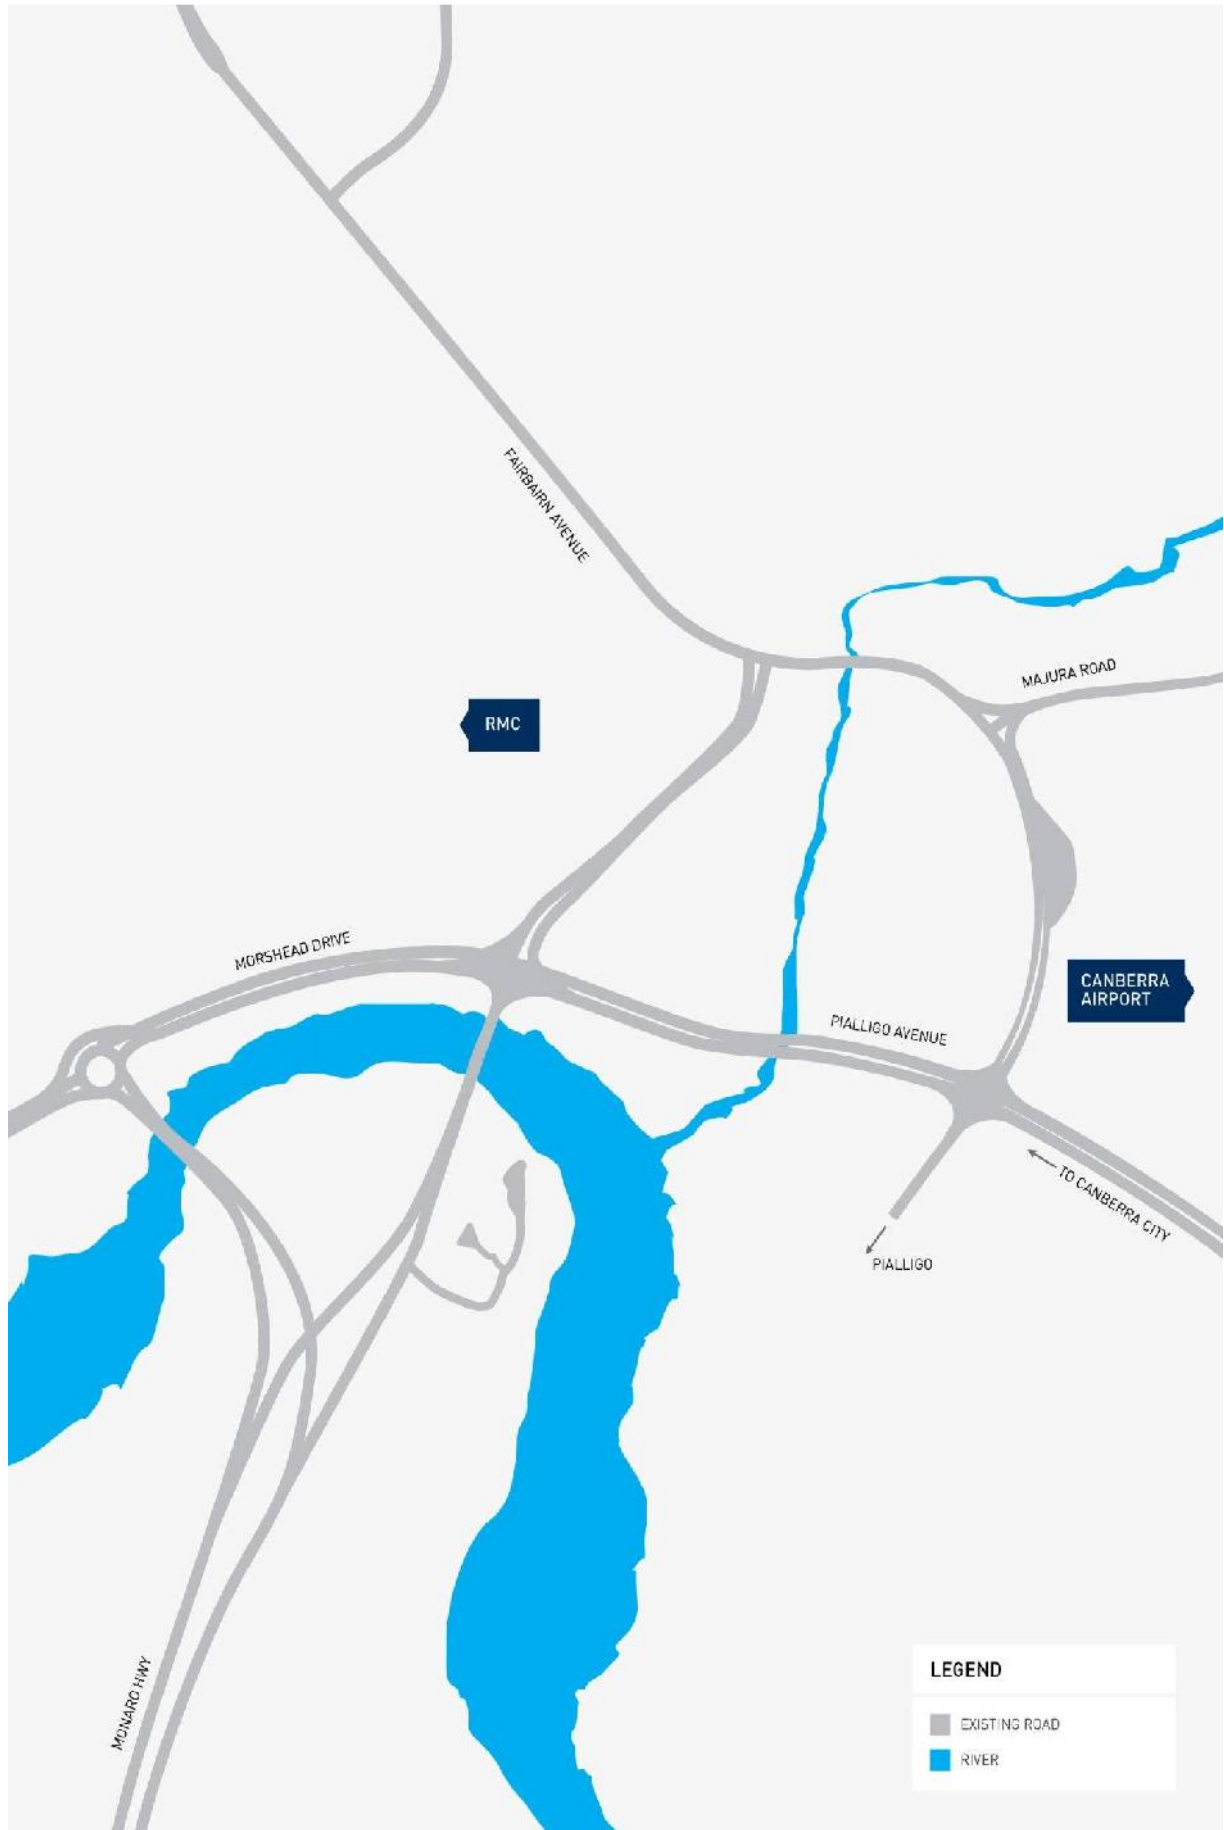 FAIRBAIRN AVENUE
MAJURA ROAD
RMC
MORSHEAD DRIVE
CANBERRA
AIRPORT
PIALLIGO AVENUE
TO CANBERRA CITY
PIALLIGO
MONARO HWY
LEGEND
EXISTING ROAD
RIVER